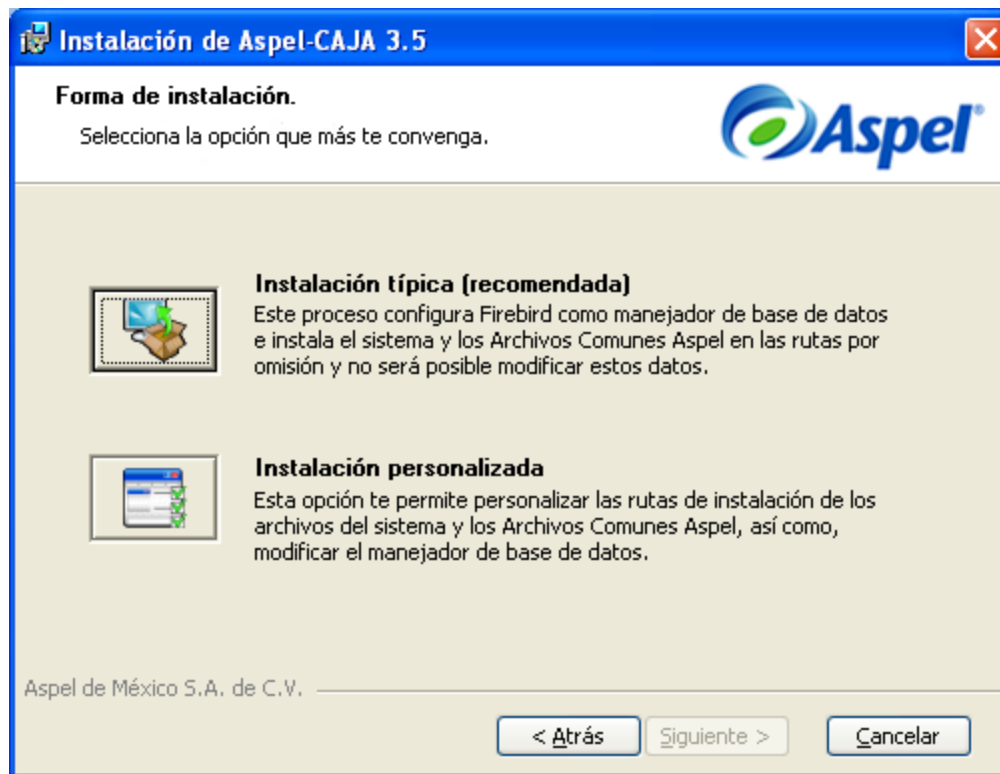 Instalación de Aspel-CAJA 3.5
Forma de instalación.
Selecciona la opción que más te convenga.
Aspel®
Instalación típica (recomendada)
Este proceso configura Firebird como manejador de base de datos
e instala el sistema y los Archivos Comunes Aspel en las rutas por
omisión y no será posible modificar estos datos.
Instalación personalizada
Esta opción te permite personalizar las rutas de instalación de los
archivos del sistema y los Archivos Comunes Aspel, así como,
modificar el manejador de base de datos.
Aspel de México S.A. de C.V.
< Atrás
Siguiente >
Cancelar